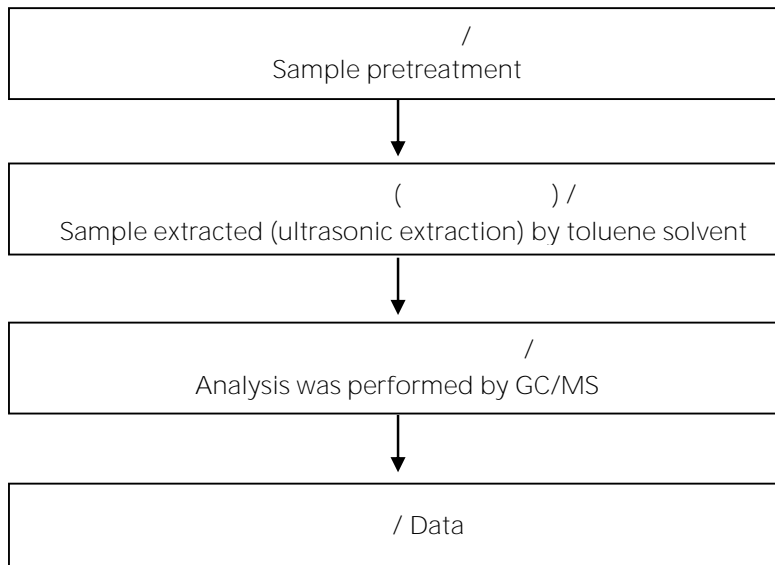 /
Sample pretreatment
( ) /
Sample extracted (ultrasonic extraction) by toluene solvent
/
Analysis was performed by GC/MS
/ Data